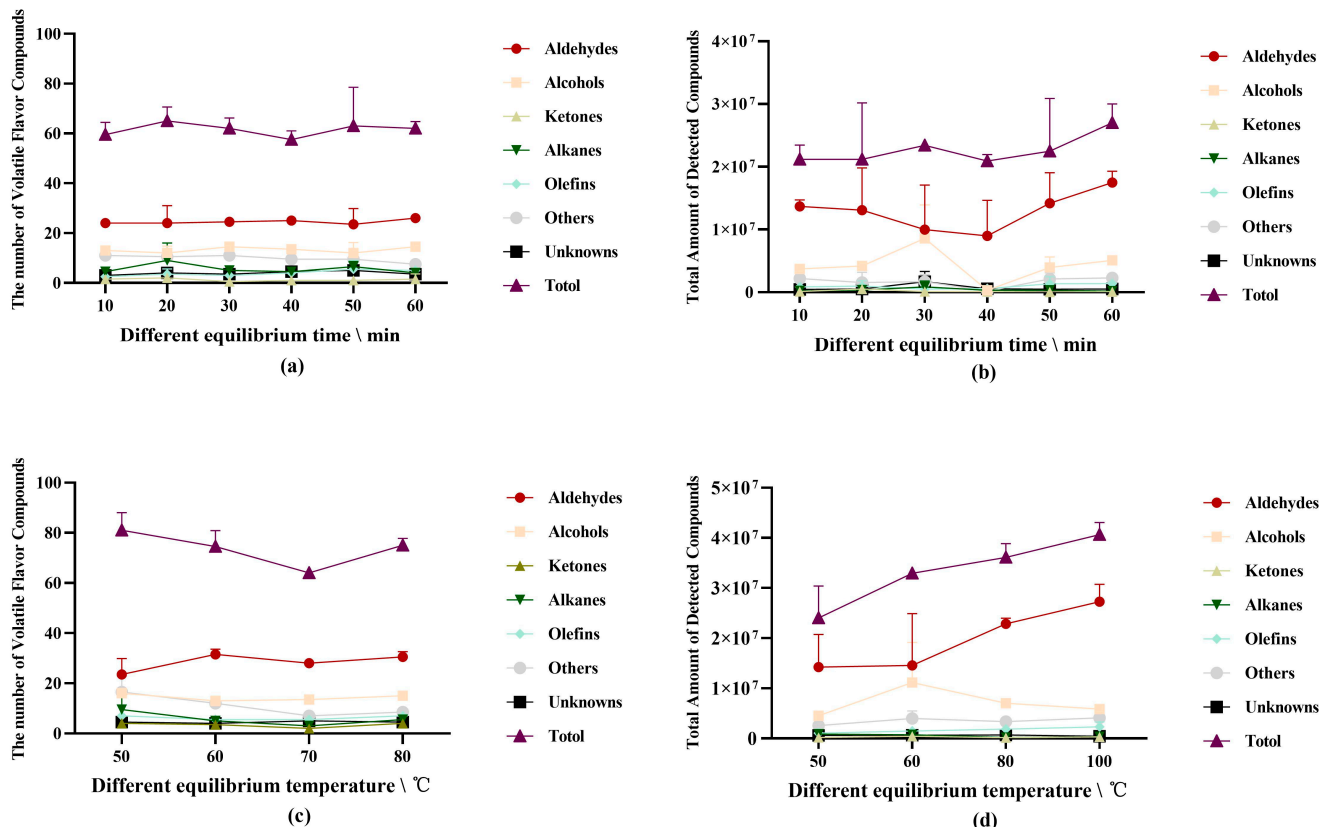 The number of Volatile Flavor Compounds
100
80
60
40
20
0
10 20 30 40 50 60
Different equilibrium time \ min
(a)
Aldehydes
Alcohols
Ketones
Alkanes
Olefins
Others
Unknowns
Totol
Total Amount of Detected Compounds
4×10⁷
3×10⁷
2×10⁷
1×10⁷
0
10 20 30 40 50 60
Different equilibrium time \ min
(b)
Aldehydes
Alcohols
Ketones
Alkanes
Olefins
Others
Unknowns
Totol
The number of Volatile Flavor Compounds
100
80
60
40
20
0
50 60 70 80
Different equilibrium temperature \ ℃
(c)
Aldehydes
Alcohols
Ketones
Alkanes
Olefins
Others
Unknowns
Totol
Total Amount of Detected Compounds
5×10⁷
4×10⁷
3×10⁷
2×10⁷
1×10⁷
0
50 60 80 100
Different equilibrium temperature \ ℃
(d)
Aldehydes
Alcohols
Ketones
Alkanes
Olefins
Others
Unknowns
Totol